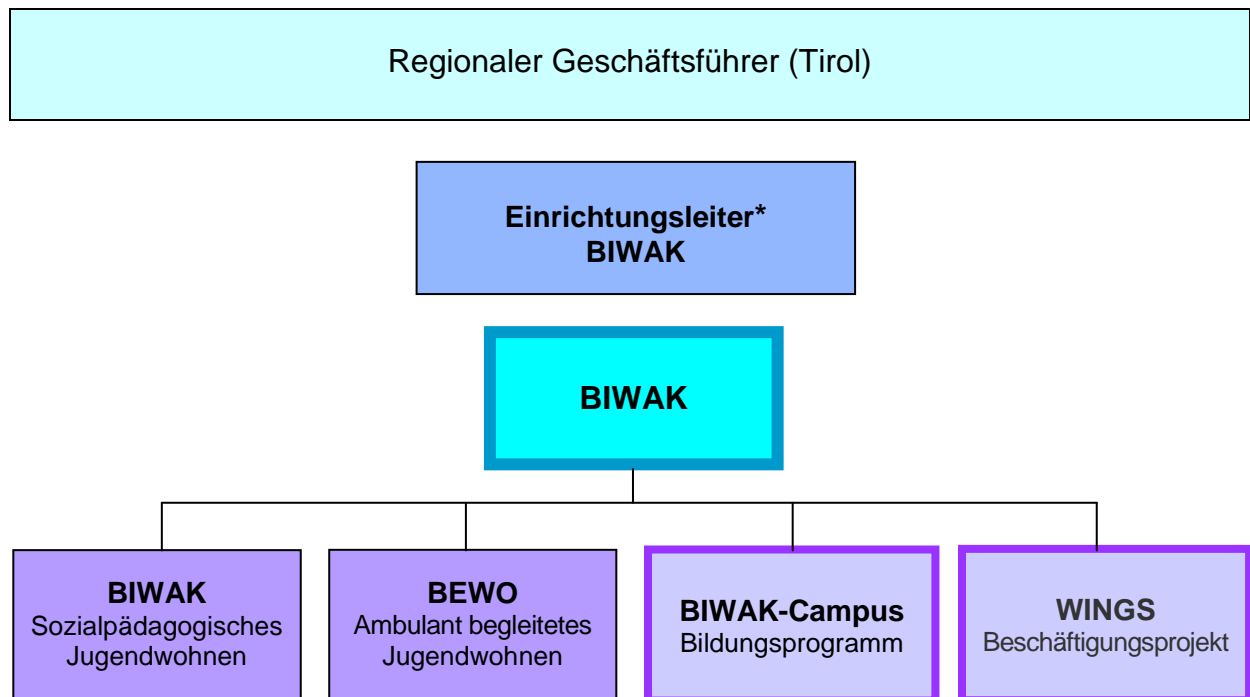 Regionaler Geschäftsführer (Tirol)
Einrichtungsleiter*
BIWAK
BIWAK
BIWAK
Sozialpädagogisches
Jugendwohnen
BEWO
Ambulant begleitetes
Jugendwohnen
BIWAK-Campus
Bildungsprogramm
WINGS
Beschäftigungsprojekt